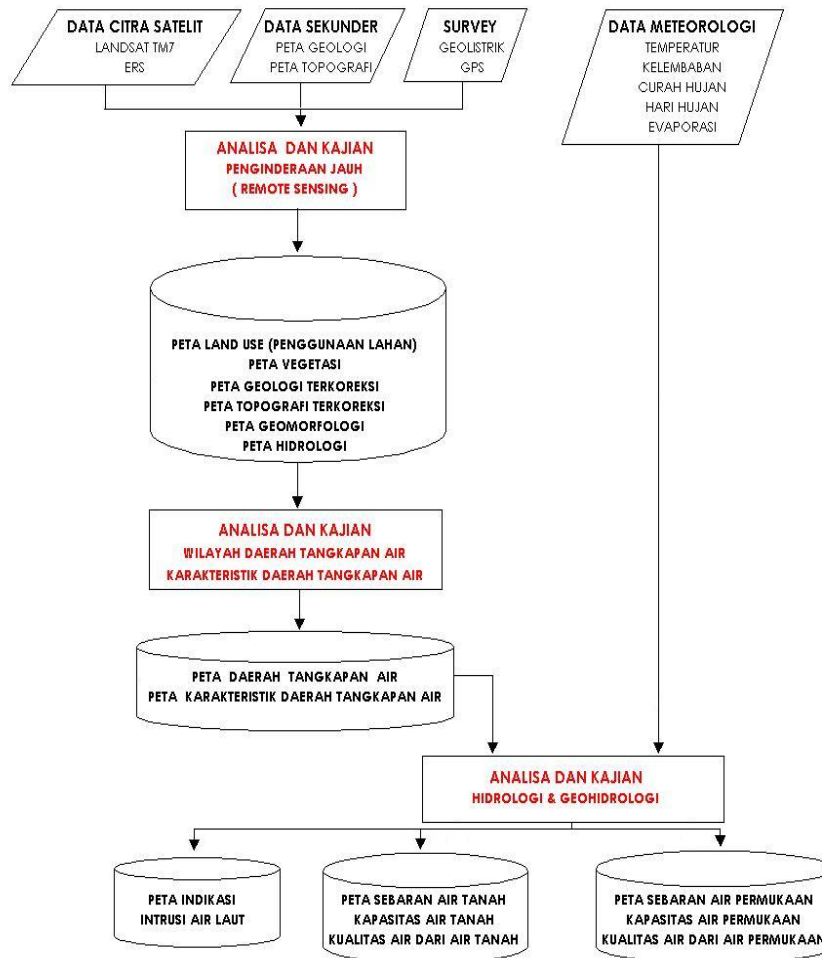 DATA CITRA SATELIT
LANDSAT TM7
ERS
DATA SEKUNDER
PETA GEOLOGI
PETA TOPOGRAFI
SURVEY
GEOLISTRIK
GPS
DATA METEOROLOGI
TEMPERATUR
KELEMBABAN
CURAH HUJAN
HARI HUJAN
EVAPORASI
ANALISA DAN KAJIAN
PENGINDERAAN JAUH
( REMOTE SENSING )
PETA LAND USE (PENGGUNAAN LAHAN)
PETA VEGETASI
PETA GEOLOGI TERKOREKSI
PETA TOPOGRAFI TERKOREKSI
PETA GEOMORFOLOGI
PETA HIDROLOGI
ANALISA DAN KAJIAN
WILAYAH DAERAH TANGKAPAN AIR
KARAKTERISTIK DAERAH TANGKAPAN AIR
PETA DAERAH TANGKAPAN AIR
PETA KARAKTERISTIK DAERAH TANGKAPAN AIR
ANALISA DAN KAJIAN
HIDROLOGI & GEOHIDROLOGI
PETA INDIKASI
INTRUSI AIR LAUT
PETA SEBARAN AIR TANAH
KAPASITAS AIR TANAH
KUALITAS AIR DARI AIR TANAH
PETA SEBARAN AIR PERMUKAAN
KAPASITAS AIR PERMUKAAN
KUALITAS AIR DARI AIR PERMUKAAN